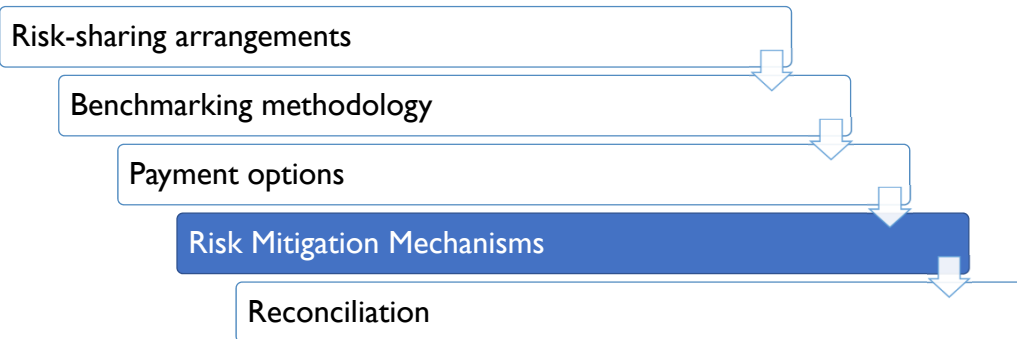 Risk-sharing arrangements
Benchmarking methodology
Payment options
Risk Mitigation Mechanisms
Reconciliation